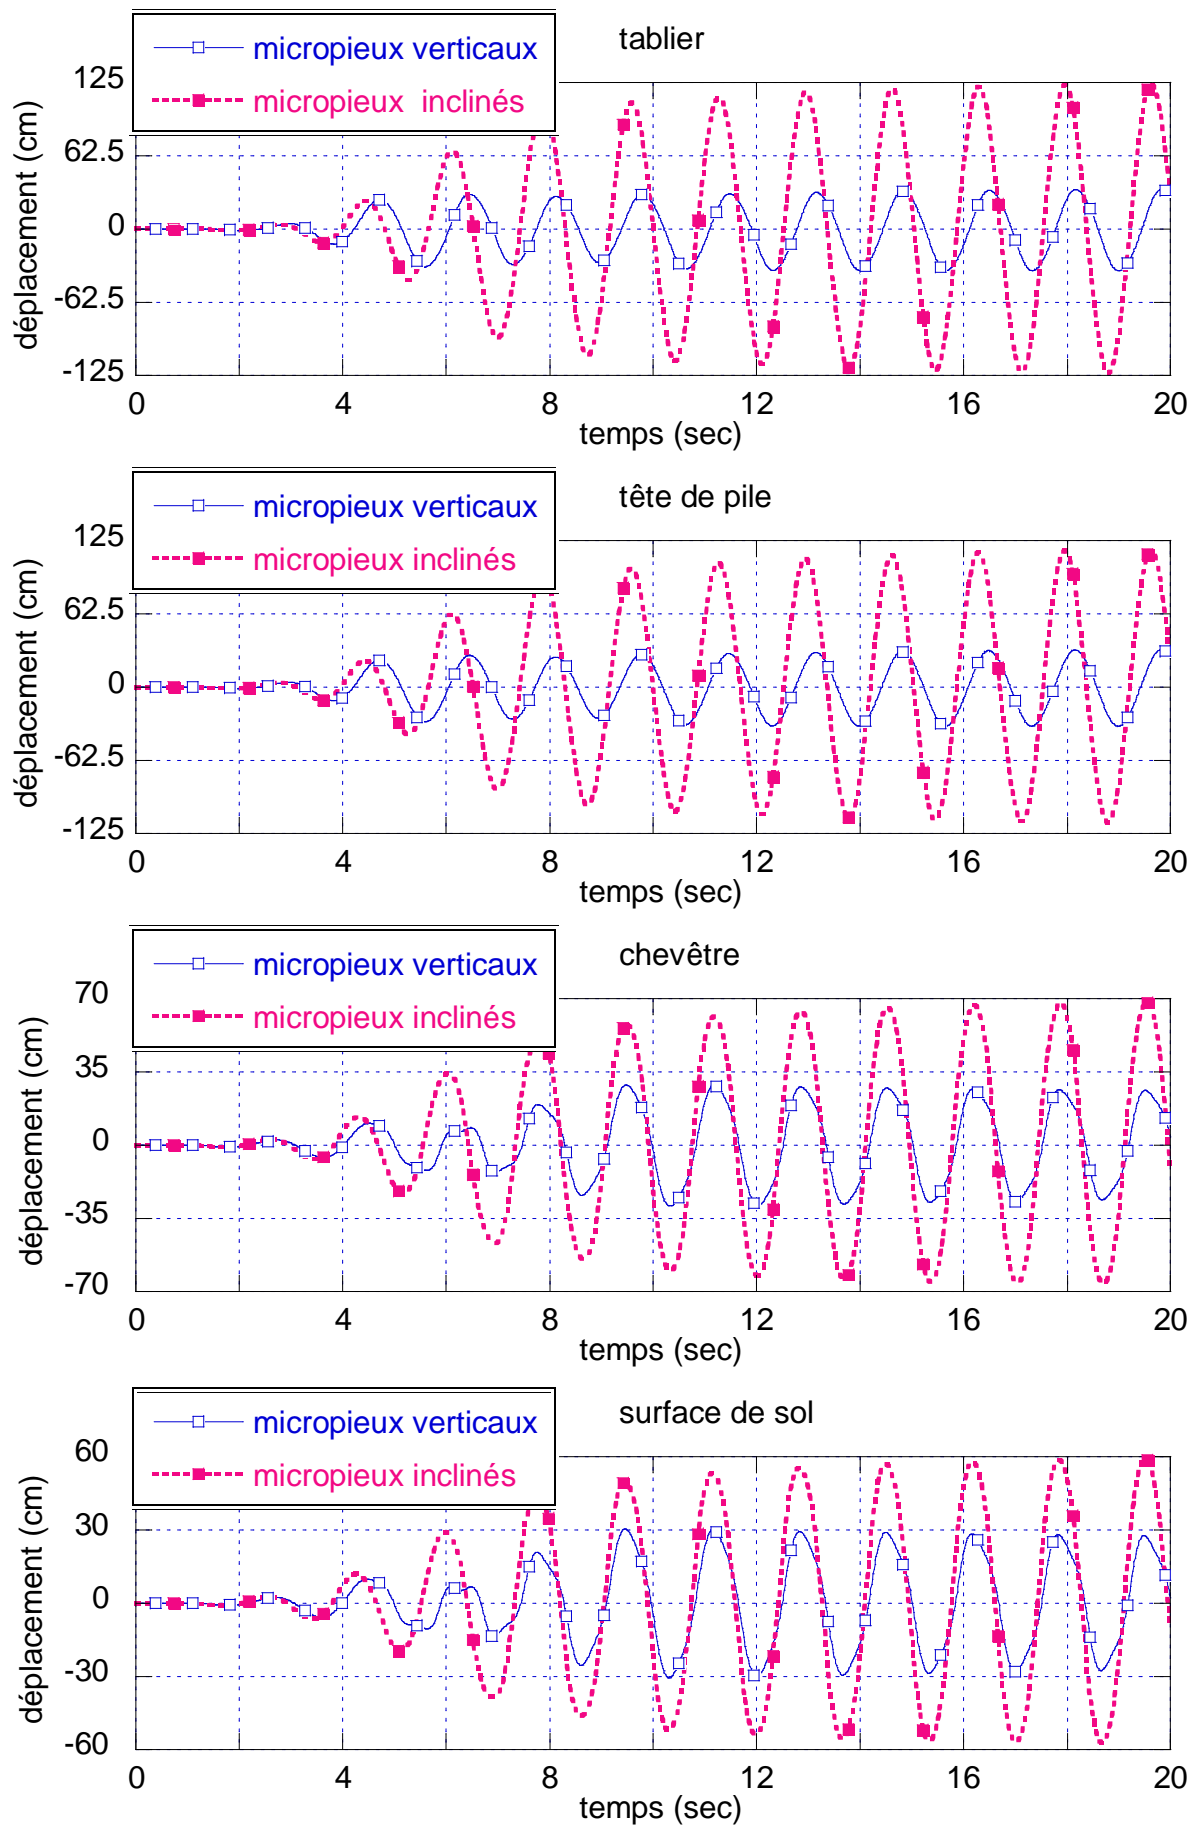 micropieux verticaux
micropieux  inclinés
tablier
déplacement (cm)
125
62.5
0
-62.5
-125
0 4 8 12 16 20
temps (sec)
micropieux verticaux
micropieux inclinés
tête de pile
déplacement (cm)
125
62.5
0
-62.5
-125
0 4 8 12 16 20
temps (sec)
micropieux verticaux
micropieux inclinés
chevêtre
déplacement (cm)
70
35
0
-35
-70
0 4 8 12 16 20
temps (sec)
micropieux verticaux
micropieux inclinés
surface de sol
déplacement (cm)
60
30
0
-30
-60
0 4 8 12 16 20
temps (sec)